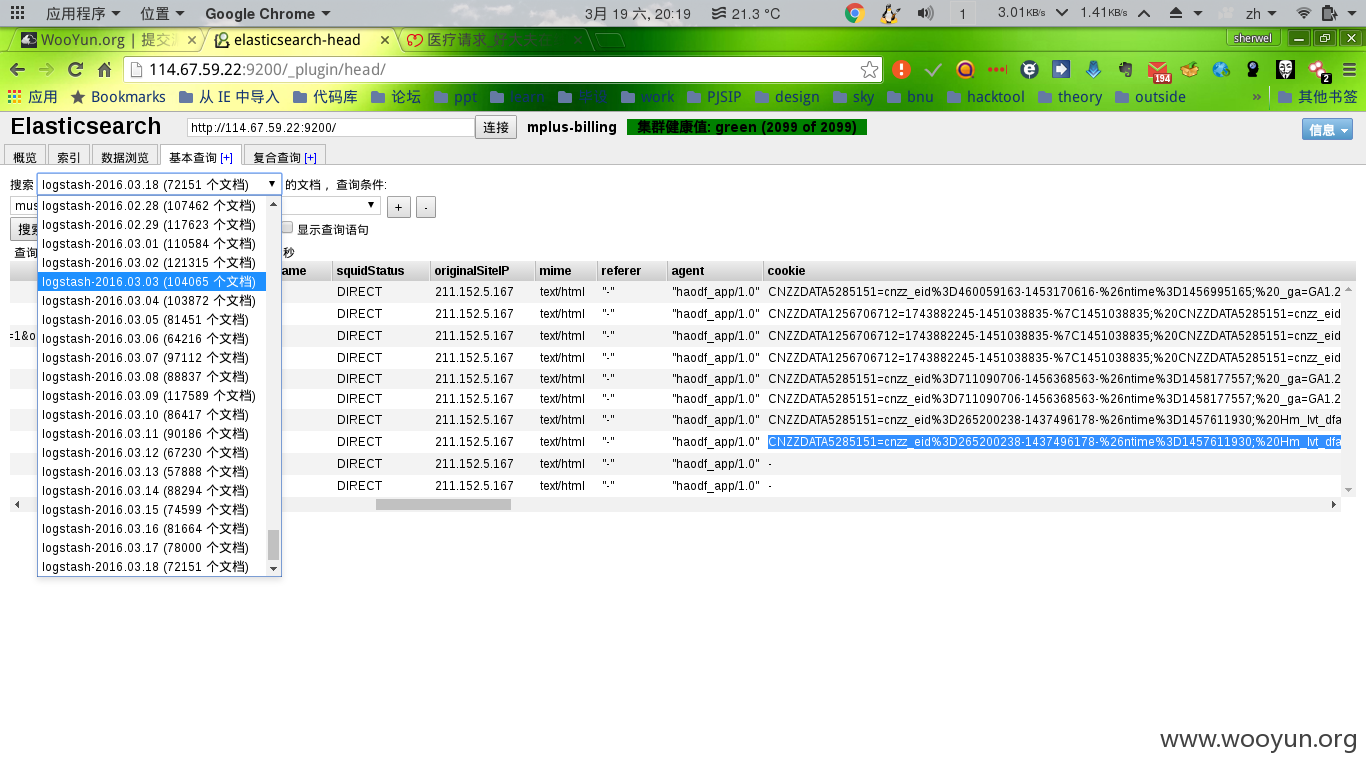 应用程序 位置 Google Chrome 3月 19 六, 20:19 21.3 °C 1 3.01KB/s 1.41KB/s zh
WooYun.org | 提交 elasticsearch-head 医疗请求_好 sherwel
114.67.59.22:9200/_plugin/head/ 194 2
应用 Bookmarks 从 IE 中导入 代码库 论坛 ppt work PJSIP design sky bnu hacktool theory outside » 其他书签
Elasticsearch http://114.67.59.22:9200/ 连接 mplus-billing 集群健康值: green (2099 of 2099) 信息
概览 索引 数据浏览 基本查询 [+] 复合查询 [+]
搜索 logstash-2016.03.18 (72151 个文档) 的文档， 查询条件:
mus + -
搜索 显示查询语句
查询 秒
logstash-2016.02.28 (107462 个文档)
logstash-2016.02.29 (117623 个文档)
logstash-2016.03.01 (110584 个文档)
logstash-2016.03.02 (121315 个文档)
logstash-2016.03.03 (104065 个文档)
logstash-2016.03.04 (103872 个文档)
logstash-2016.03.05 (81451 个文档)
logstash-2016.03.06 (64216 个文档)
logstash-2016.03.07 (97112 个文档)
logstash-2016.03.08 (88837 个文档)
logstash-2016.03.09 (117589 个文档)
logstash-2016.03.10 (86417 个文档)
logstash-2016.03.11 (90186 个文档)
logstash-2016.03.12 (67230 个文档)
logstash-2016.03.13 (57888 个文档)
logstash-2016.03.14 (88294 个文档)
logstash-2016.03.15 (74599 个文档)
logstash-2016.03.16 (81664 个文档)
logstash-2016.03.17 (78000 个文档)
logstash-2016.03.18 (72151 个文档)
ame squidStatus originalSiteIP mime referer agent cookie
DIRECT 211.152.5.167 text/html "-" "haodf_app/1.0" CNZZDATA5285151=cnzz_eid%3D460059163-1453170616-%26ntime%3D1456995165;%20_ga=GA1.2
DIRECT 211.152.5.167 text/html "-" "haodf_app/1.0" CNZZDATA1256706712=1743882245-1451038835-%7C1451038835;%20CNZZDATA5285151=cnzz_eid
=1&o DIRECT 211.152.5.167 text/html "-" "haodf_app/1.0" CNZZDATA1256706712=1743882245-1451038835-%7C1451038835;%20CNZZDATA5285151=cnzz_eid
DIRECT 211.152.5.167 text/html "-" "haodf_app/1.0" CNZZDATA1256706712=1743882245-1451038835-%7C1451038835;%20CNZZDATA5285151=cnzz_eid
DIRECT 211.152.5.167 text/html "-" "haodf_app/1.0" CNZZDATA5285151=cnzz_eid%3D711090706-1456368563-%26ntime%3D1458177557;%20_ga=GA1.2
DIRECT 211.152.5.167 text/html "-" "haodf_app/1.0" CNZZDATA5285151=cnzz_eid%3D711090706-1456368563-%26ntime%3D1458177557;%20_ga=GA1.2
DIRECT 211.152.5.167 text/html "-" "haodf_app/1.0" CNZZDATA5285151=cnzz_eid%3D265200238-1437496178-%26ntime%3D1457611930;%20Hm_lvt_dfa
DIRECT 211.152.5.167 text/html "-" "haodf_app/1.0" CNZZDATA5285151=cnzz_eid%3D265200238-1437496178-%26ntime%3D1457611930;%20Hm_lvt_dfa
DIRECT 211.152.5.167 text/html "-" "haodf_app/1.0" -
DIRECT 211.152.5.167 text/html "-" "haodf_app/1.0" -
www.wooyun.org